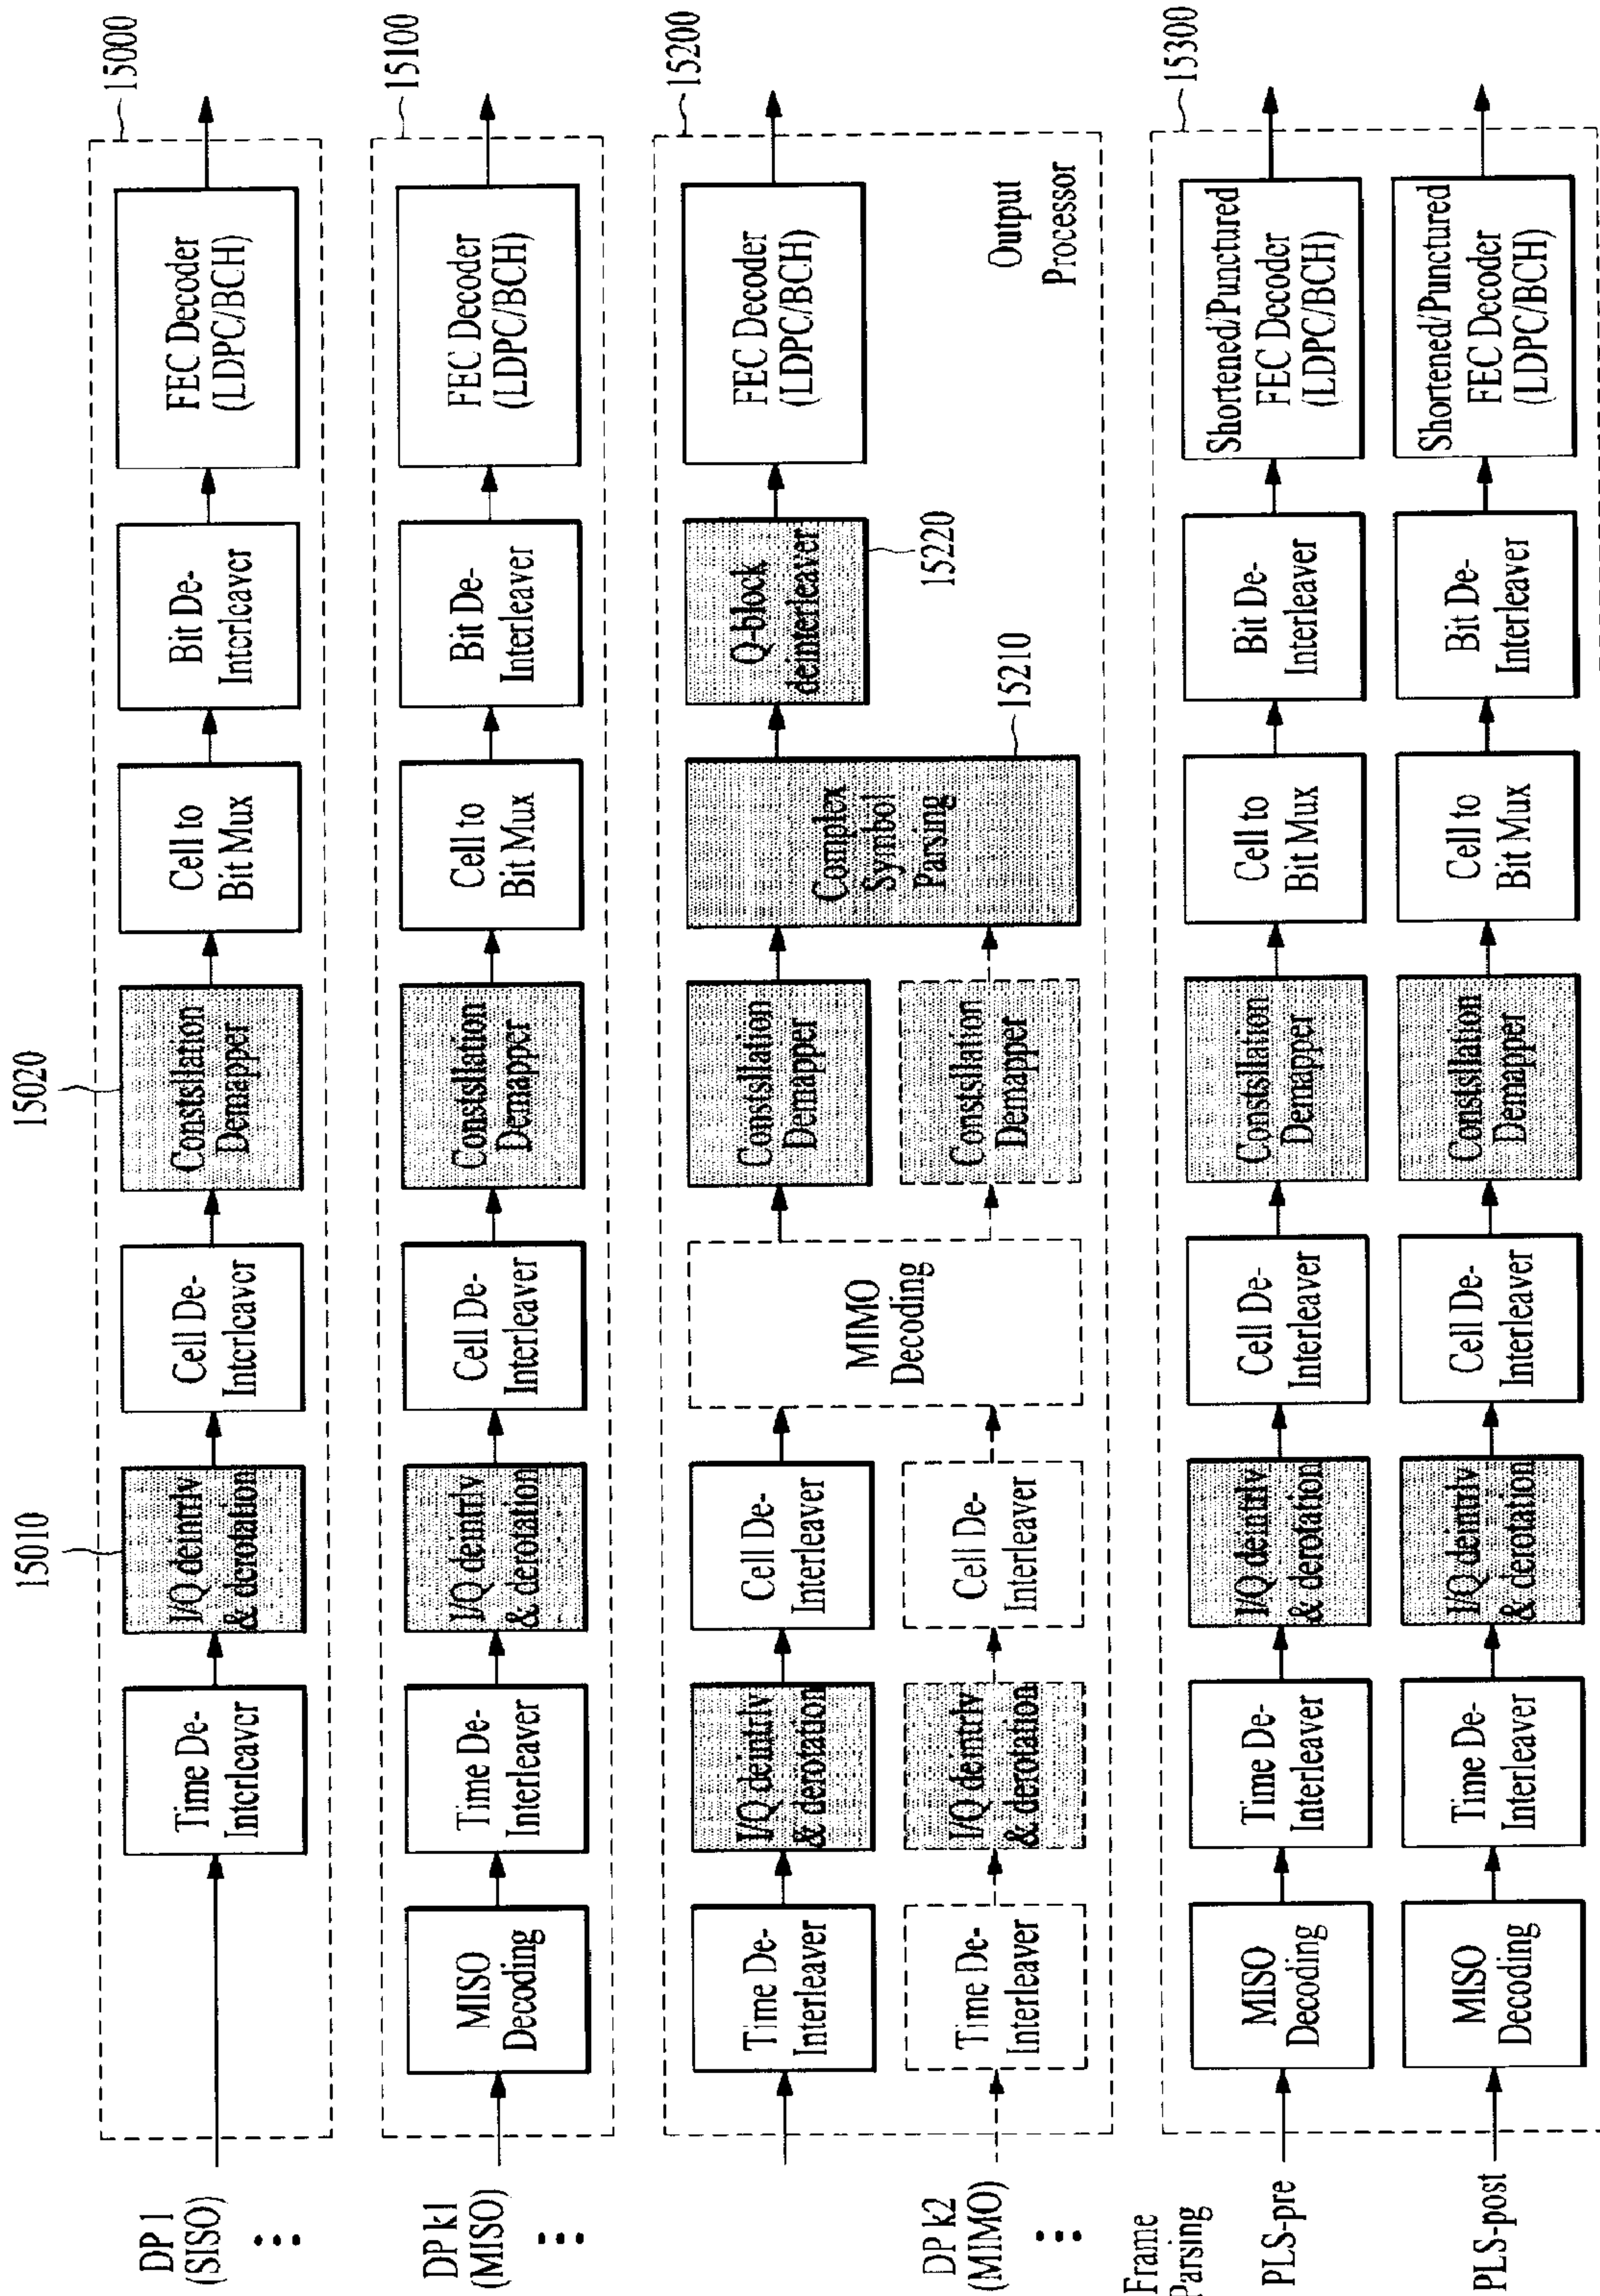 15010
15020
15000
DP 1
(SISO)
Time De-
Interleaver
I/Q deintrlv
& derotation
Cell De-
Interleaver
Constsllation
Demapper
Cell to
Bit Mux
Bit De-
Interleaver
FEC Decoder
(LDPC/BCH)
15100
DP k1
(MISO)
MISO
Decoding
Time De-
Interleaver
I/Q deintrlv
& derotation
Cell De-
Interleaver
Constsllation
Demapper
Cell to
Bit Mux
Bit De-
Interleaver
FEC Decoder
(LDPC/BCH)
15200
Time De-
Interleaver
I/Q deintrlv
& derotation
Cell De-
Interleaver
MIMO
Decoding
Constsllation
Demapper
Complex
Symbol
Parsing
Q-block
deinterleaver
FEC Decoder
(LDPC/BCH)
15220
15210
DP k2
(MIMO)
Time De-
Interleaver
I/Q deintrlv
& derotation
Cell De-
Interleaver
Constsllation
Demapper
Output
Processor
Frame
Parsing
15300
PLS-pre
MISO
Decoding
Time De-
Interleaver
I/Q deintrlv
& derotation
Cell De-
Interleaver
Constsllation
Demapper
Cell to
Bit Mux
Bit De-
Interleaver
Shortened/Punctured
FEC Decoder
(LDPC/BCH)
PLS-post
MISO
Decoding
Time De-
Interleaver
I/Q deintrlv
& derotation
Cell De-
Interleaver
Constsllation
Demapper
Cell to
Bit Mux
Bit De-
Interleaver
Shortened/Punctured
FEC Decoder
(LDPC/BCH)